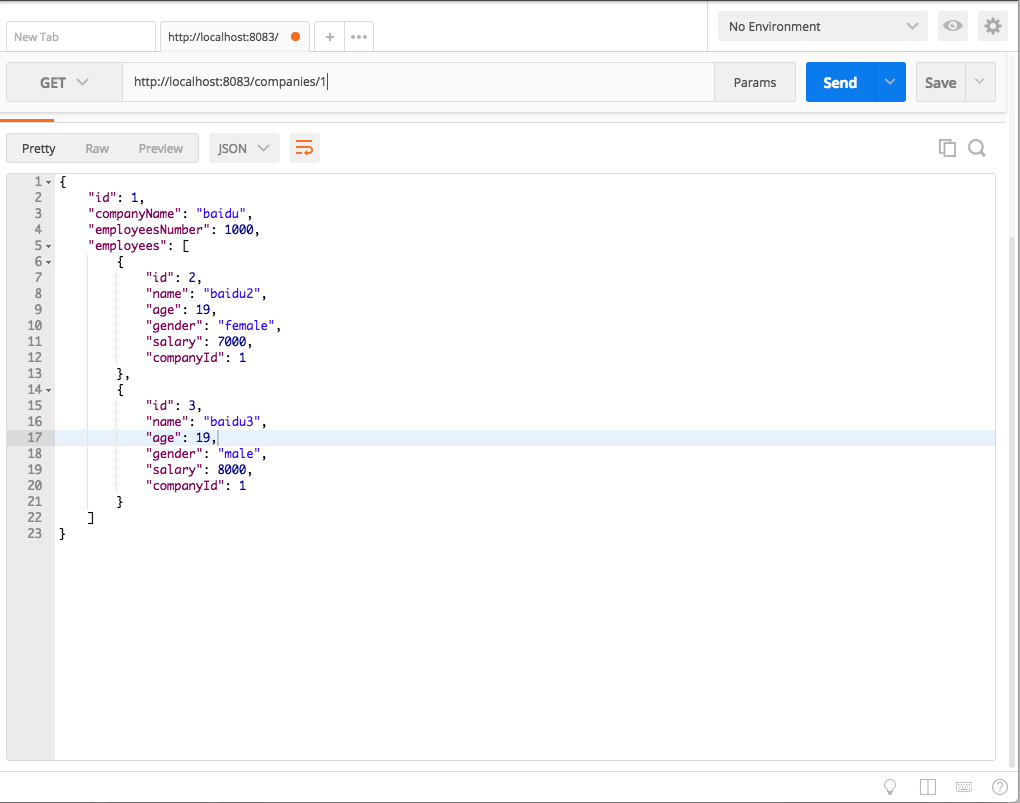 New Tab
http://localhost:8083/
No Environment
GET
http://localhost:8083/companies/1
Params
Send
Save
Pretty
Raw
Preview
JSON
1 {
2 "id": 1,
3 "companyName": "baidu",
4 "employeesNumber": 1000,
5 "employees": [
6 {
7 "id": 2,
8 "name": "baidu2",
9 "age": 19,
10 "gender": "female",
11 "salary": 7000,
12 "companyId": 1
13 },
14 {
15 "id": 3,
16 "name": "baidu3",
17 "age": 19,
18 "gender": "male",
19 "salary": 8000,
20 "companyId": 1
21 }
22 ]
23 }